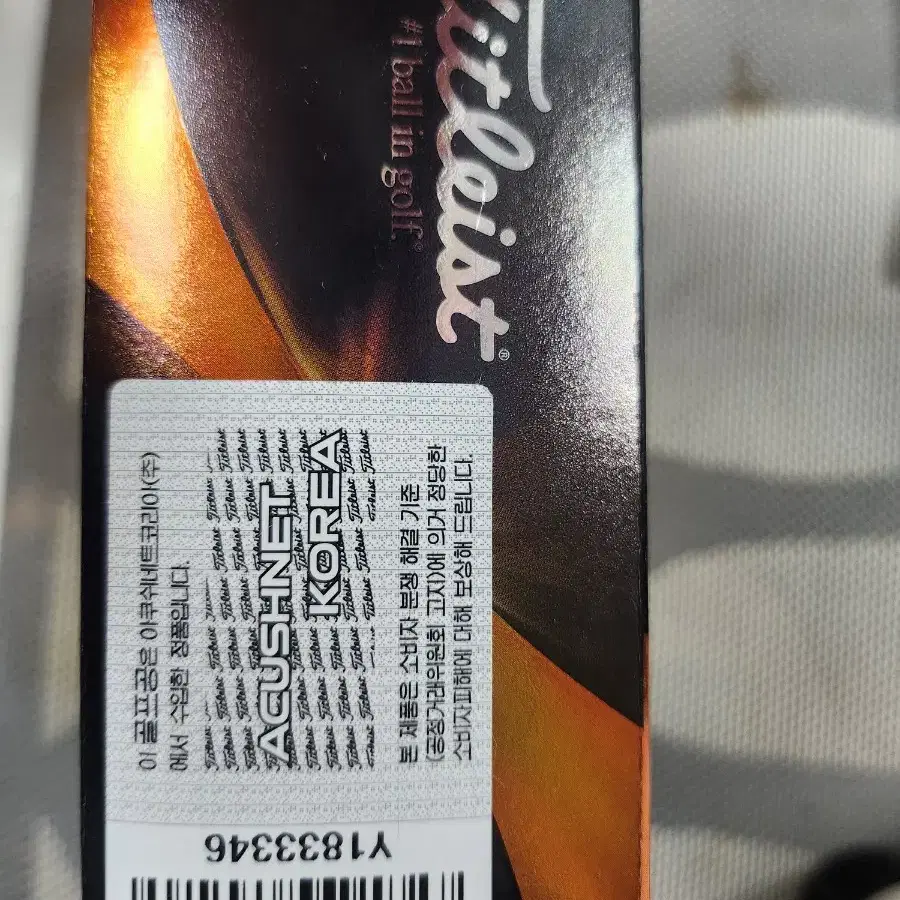 Titleist®
#1 ball in golf.®
이 골프공은 아쿠쉬네트코리아(주)
에서 수입한 정품입니다.
ACUSHNET
KOREA
본 제품은 소비자 분쟁 해결 기준
(공정거래위원회 고지)에 의거 정당한
소비자피해에 대해 보상해 드립니다.
Y1833346